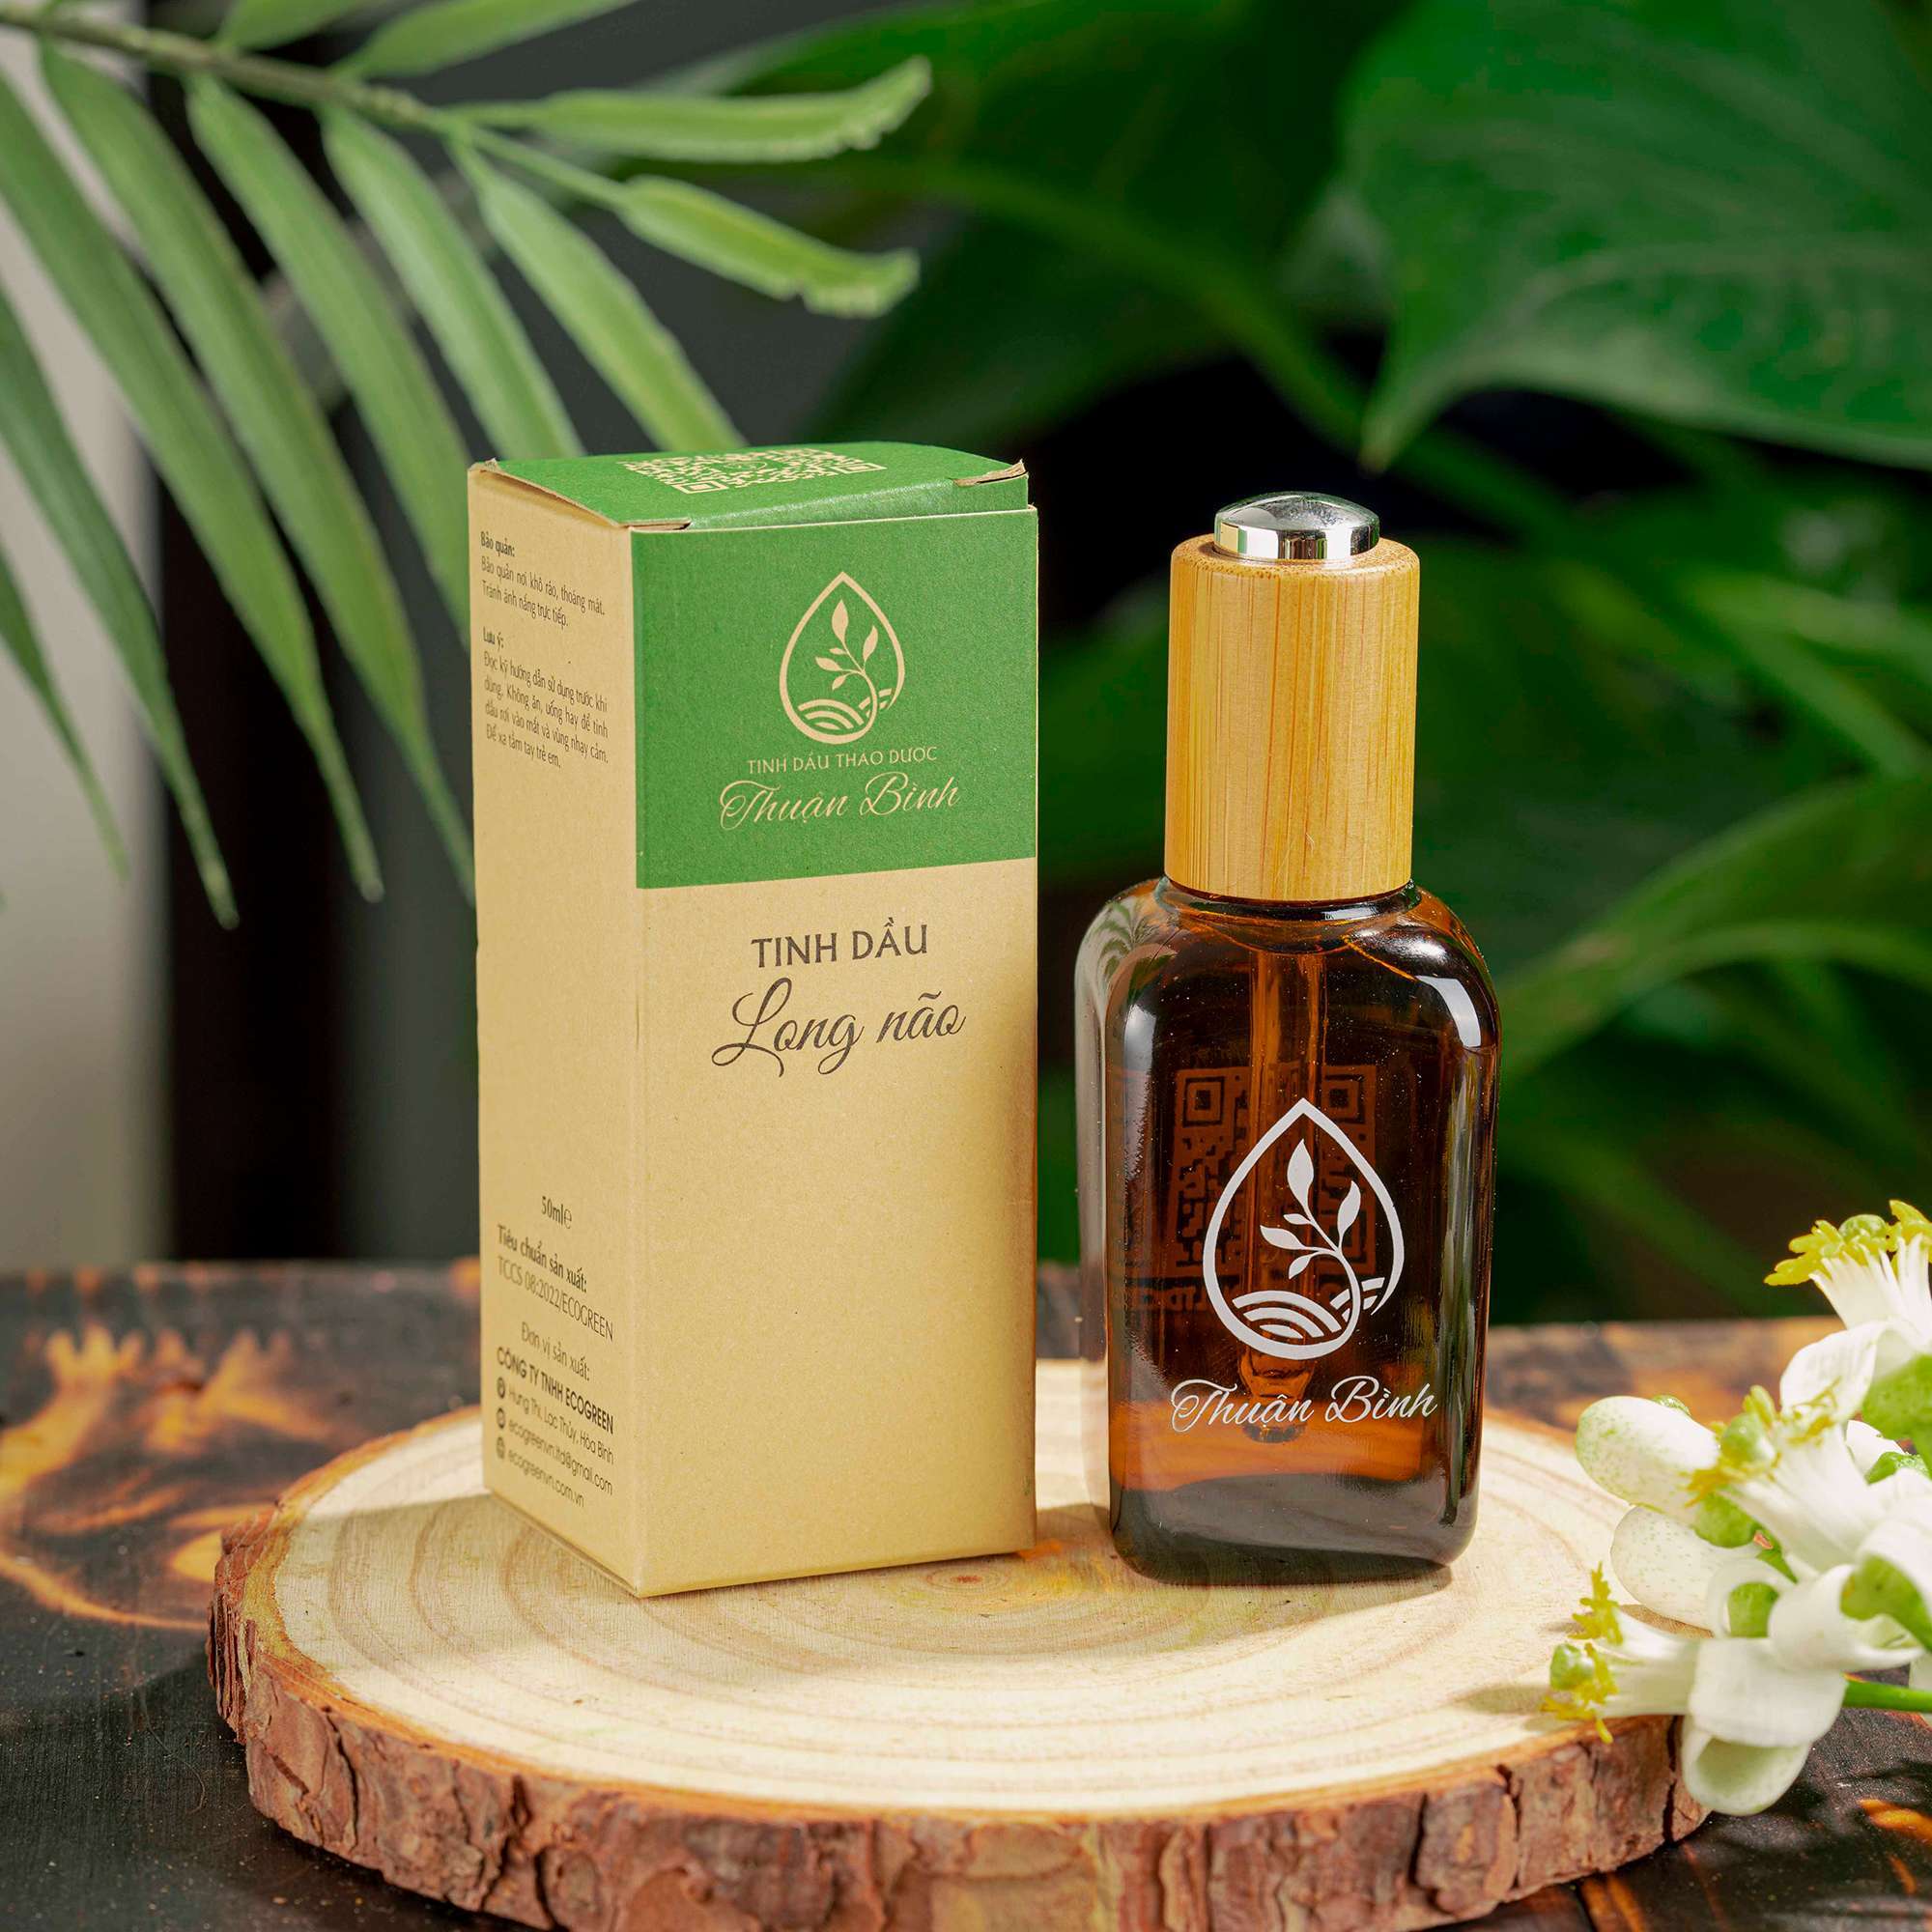 Bảo quản:
Bảo quản nơi khô ráo, thoáng mát.
Tránh ánh nắng trực tiếp.
Lưu ý:
Đọc kỹ hướng dẫn sử dụng trước khi
dùng. Không ăn, uống hay để tinh
dầu rơi vào mắt và vùng nhạy cảm.
Để xa tầm tay trẻ em.
50ml℮
Tiêu chuẩn sản xuất:
TCCS 08:2022/ECOGREEN
Đơn vị sản xuất:
CÔNG TY TNHH ECOGREEN
Hưng Thi, Lạc Thủy, Hòa Bình
ecogreenvn.ltd@gmail.com
ecogreenvn.com.vn
TINH DẦU THẢO DƯỢC
Thuận Bình
TINH DẦU
Long não
Thuận Bình